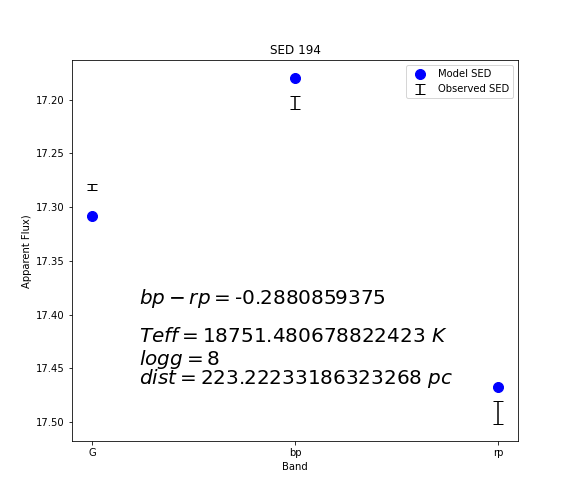 SED 194
Model SED
Observed SED
17.20
17.25
17.30
17.35
17.40
17.45
17.50
Apparent Flux)
bp − rp = -0.2880859375
Teff = 18751.480678822423 K
logg = 8
dist = 223.22233186323268 pc
G
bp
rp
Band